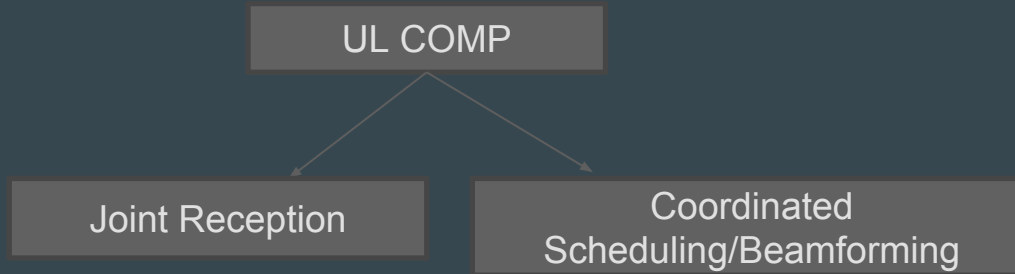 UL COMP
Joint Reception
Coordinated
Scheduling/Beamforming